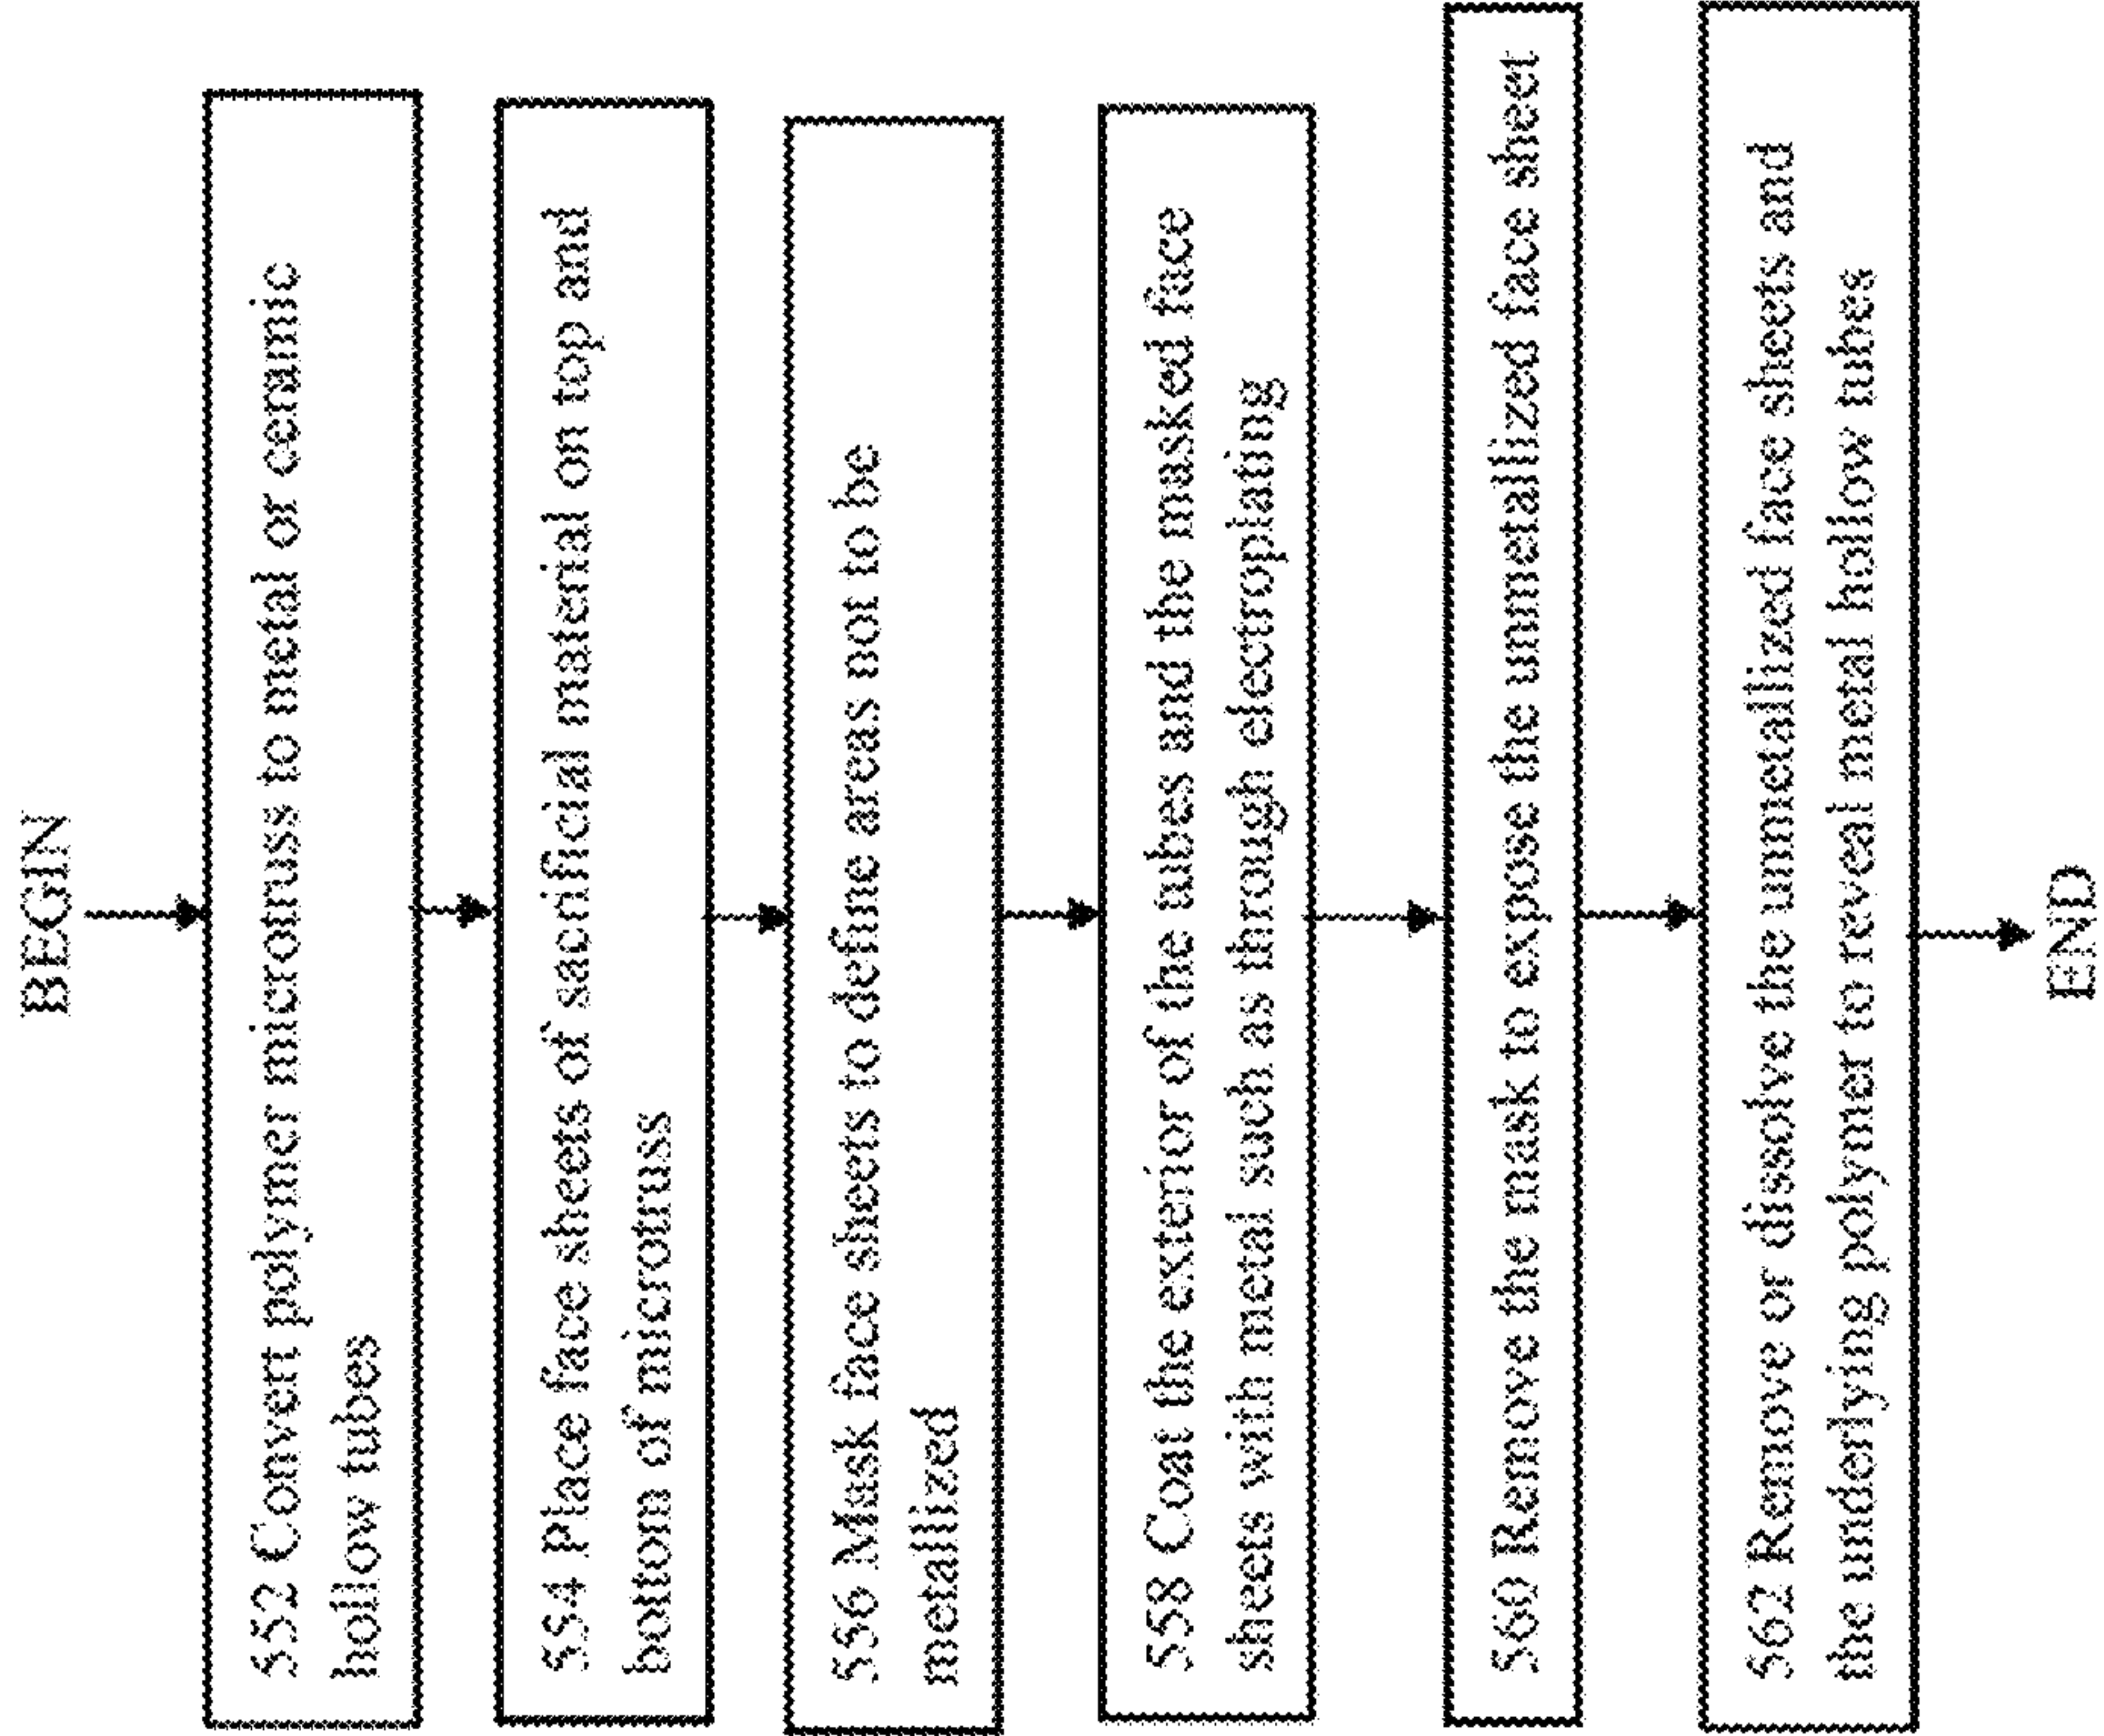 BEGIN
552 Convert polymer microtruss to metal or ceramic
hollow tubes
554 Place face sheets of sacrificial material on top and
bottom of microtruss
556 Mask face sheets to define areas not to be
metallized
558 Coat the exterior of the tubes and the masked face
sheets with metal such as through electroplating
560 Remove the mask to expose the unmetallized face sheet
562 Remove or dissolve the unmetallized face sheets and
the underlying polymer to reveal metal hollow tubes
END